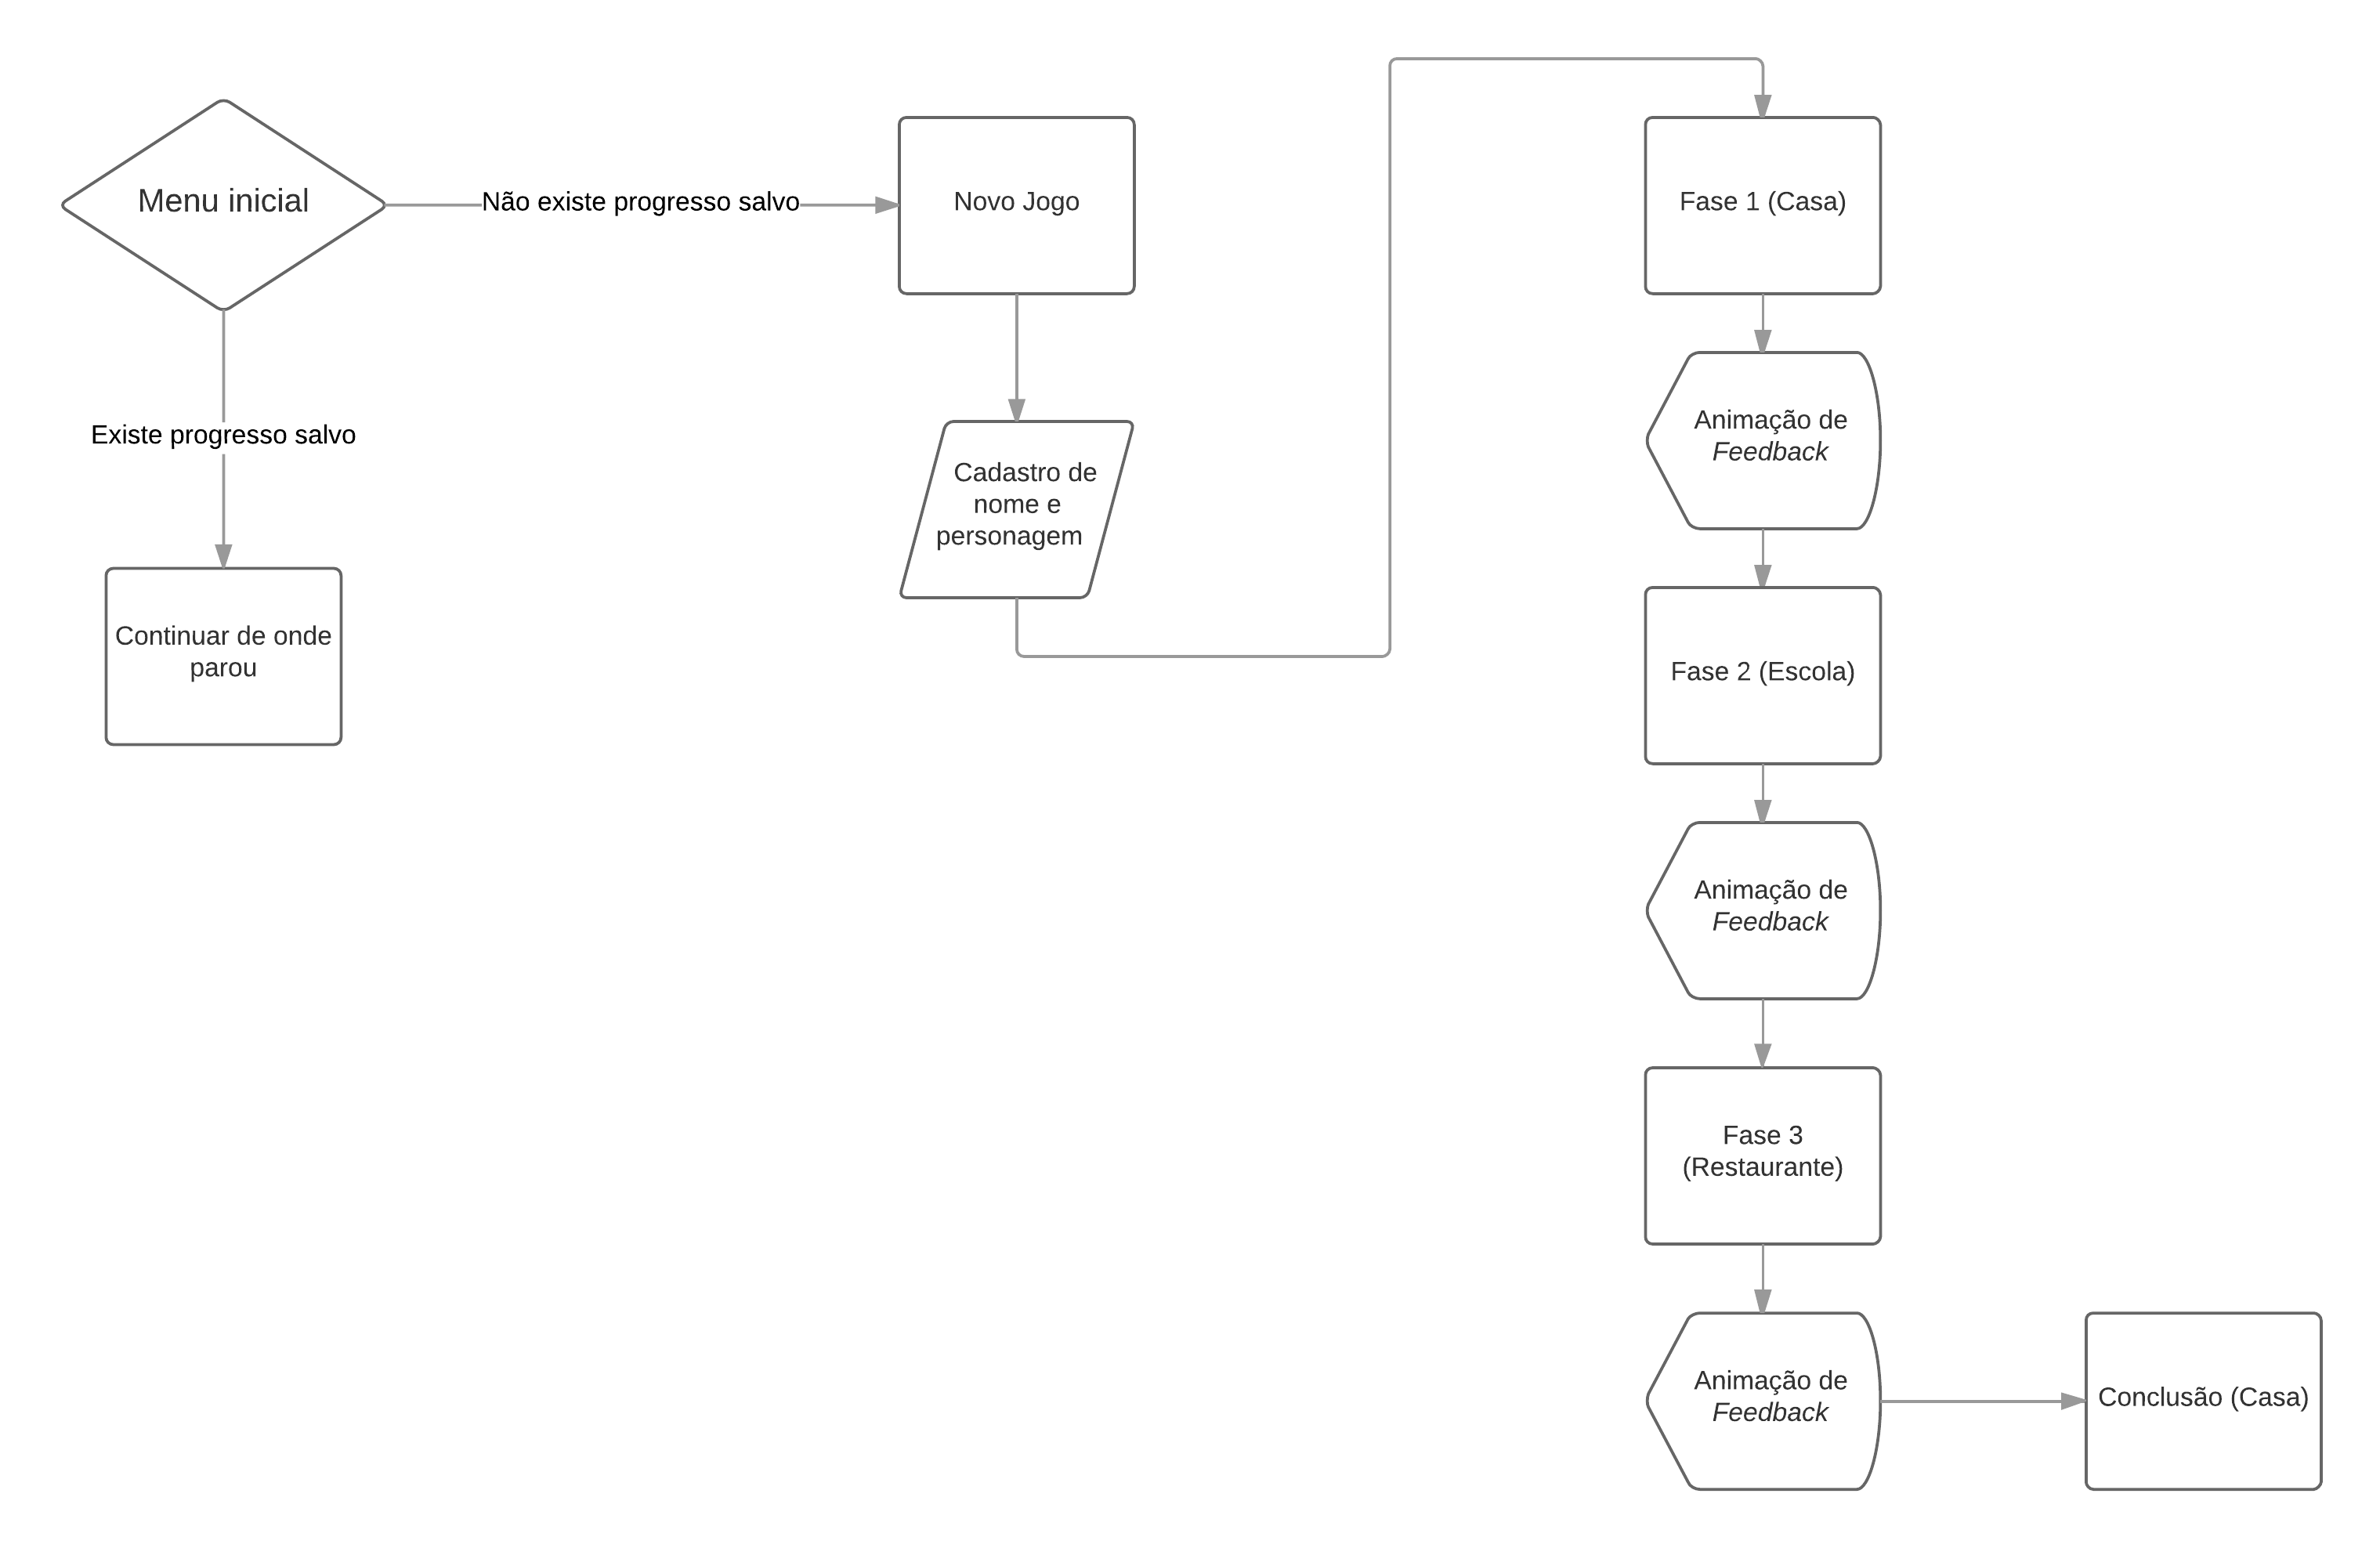 Menu inicial
Não existe progresso salvo
Novo Jogo
Existe progresso salvo
Continuar de onde
parou
Cadastro de
nome e
personagem
Fase 1 (Casa)
Animação de
Feedback
Fase 2 (Escola)
Animação de
Feedback
Fase 3
(Restaurante)
Animação de
Feedback
Conclusão (Casa)